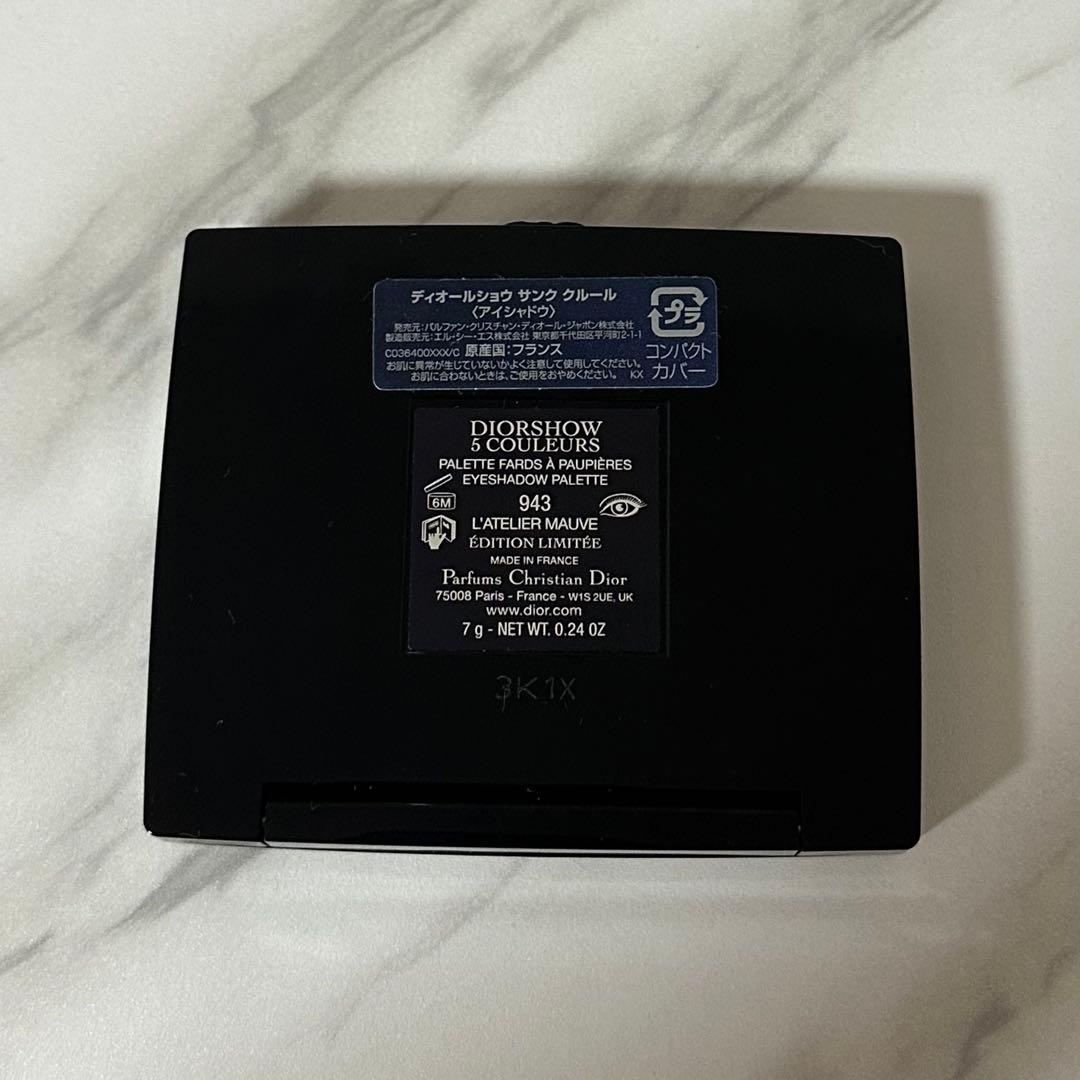 ディオールショウ サンク クルール
〈アイシャドウ〉
発売元:パルファン・クリスチャン・ディオール・ジャポン株式会社
製造販売元:エル・シー・エス株式会社 東京都千代田区平河町2-1-1
C036400XXX/C 原産国:フランス
お肌に異常が生じていないかよく注意して使用してください。
お肌に合わないときは、ご使用をおやめください。 KX
プラ
コンパクト
カバー
DIORSHOW
5 COULEURS
PALETTE FARDS À PAUPIÈRES
EYESHADOW PALETTE
6M
943
L'ATELIER MAUVE
ÉDITION LIMITÉE
MADE IN FRANCE
Parfums Christian Dior
75008 Paris - France - W1S 2UE, UK
www.dior.com
7 g - NET WT. 0.24 OZ
3K1X